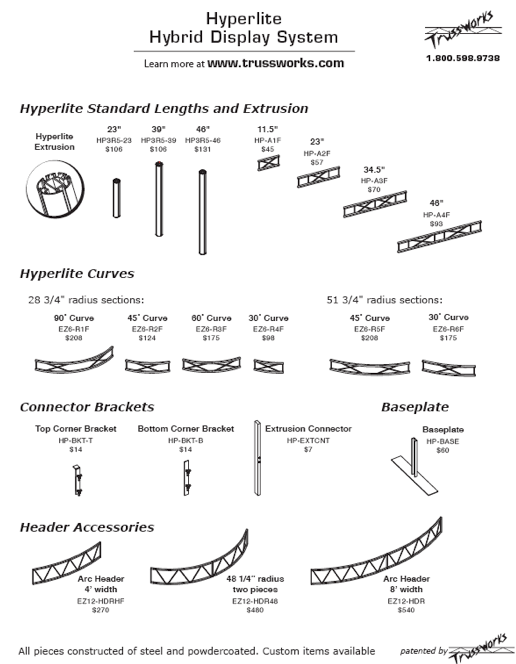 Hyperlite
Hybrid Display System
Learn more at www.trussworks.com
Trussworks
1.800.598.9738
Hyperlite Standard Lengths and Extrusion
Hyperlite
Extrusion
23"
HP3R5-23
$106
39"
HP3R5-39
$106
46"
HP3R5-46
$131
11.5"
HP-A1F
$45
23"
HP-A2F
$57
34.5"
HP-A3F
$70
46"
HP-A4F
$93
Hyperlite Curves
28 3/4" radius sections:
90˚ Curve
EZ6-R1F
$208
45˚ Curve
EZ6-R2F
$124
60˚ Curve
EZ6-R3F
$175
30˚ Curve
EZ6-R4F
$98
51 3/4" radius sections:
45˚ Curve
EZ6-R5F
$208
30˚ Curve
EZ6-R6F
$175
Connector Brackets
Top Corner Bracket
HP-BKT-T
$14
Bottom Corner Bracket
HP-BKT-B
$14
Extrusion Connector
HP-EXTCNT
$7
Baseplate
Baseplate
HP-BASE
$60
Header Accessories
Arc Header
4' width
EZ12-HDRHF
$270
48 1/4" radius
two pieces
EZ12-HDR48
$480
Arc Header
8' width
EZ12-HDR
$540
All pieces constructed of steel and powdercoated. Custom items available
patented by Trussworks